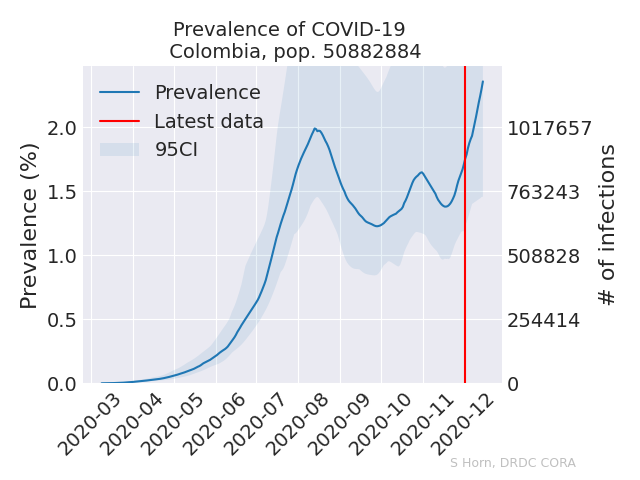 Prevalence of COVID-19
Colombia, pop. 50882884
Prevalence
Latest data
95CI
Prevalence (%)
2.0
1.5
1.0
0.5
0.0
1017657
763243
508828
254414
0
# of infections
2020-03
2020-04
2020-05
2020-06
2020-07
2020-08
2020-09
2020-10
2020-11
2020-12
S Horn, DRDC CORA